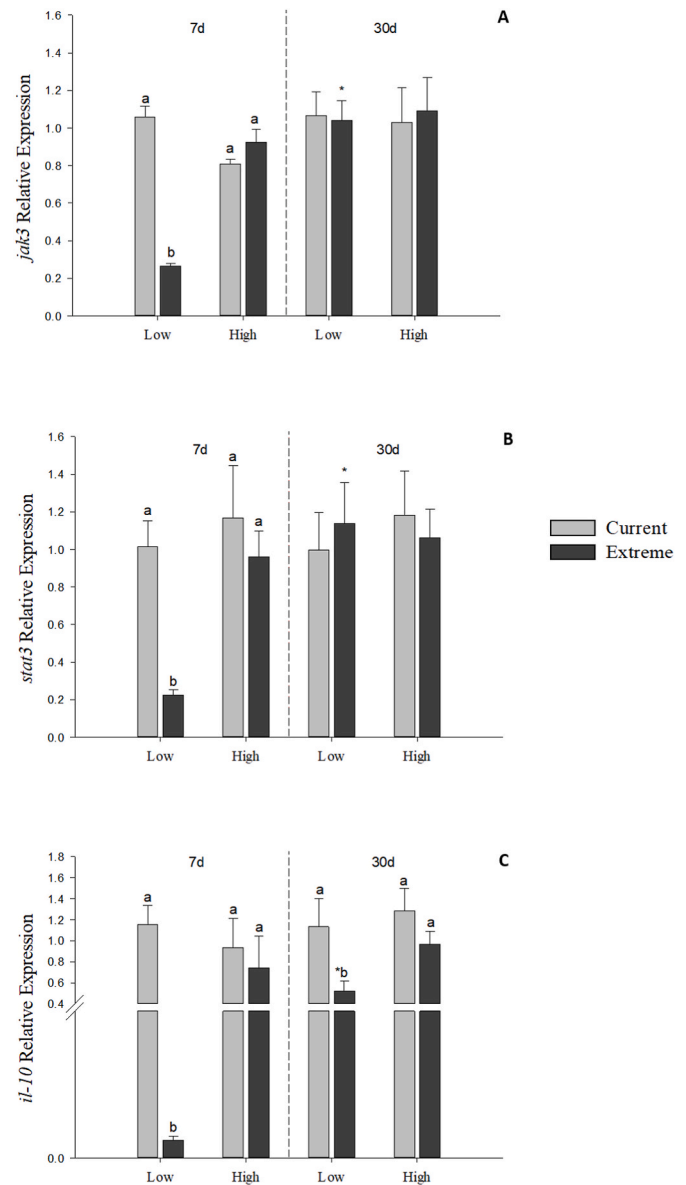 A
7d 30d
1.6
1.4
1.2
1.0
0.8
0.6
0.4
0.2
0.0
jak3 Relative Expression
a
b
a
a
*
Low High Low High
B
7d 30d
1.6
1.4
1.2
1.0
0.8
0.6
0.4
0.2
0.0
stat3 Relative Expression
a
b
a
a
*
Low High Low High
Current
Extreme
C
7d 30d
1.8
1.6
1.4
1.2
1.0
0.8
0.6
0.4
0.0
il-10 Relative Expression
a
b
a
a
a
*b
a
a
Low High Low High